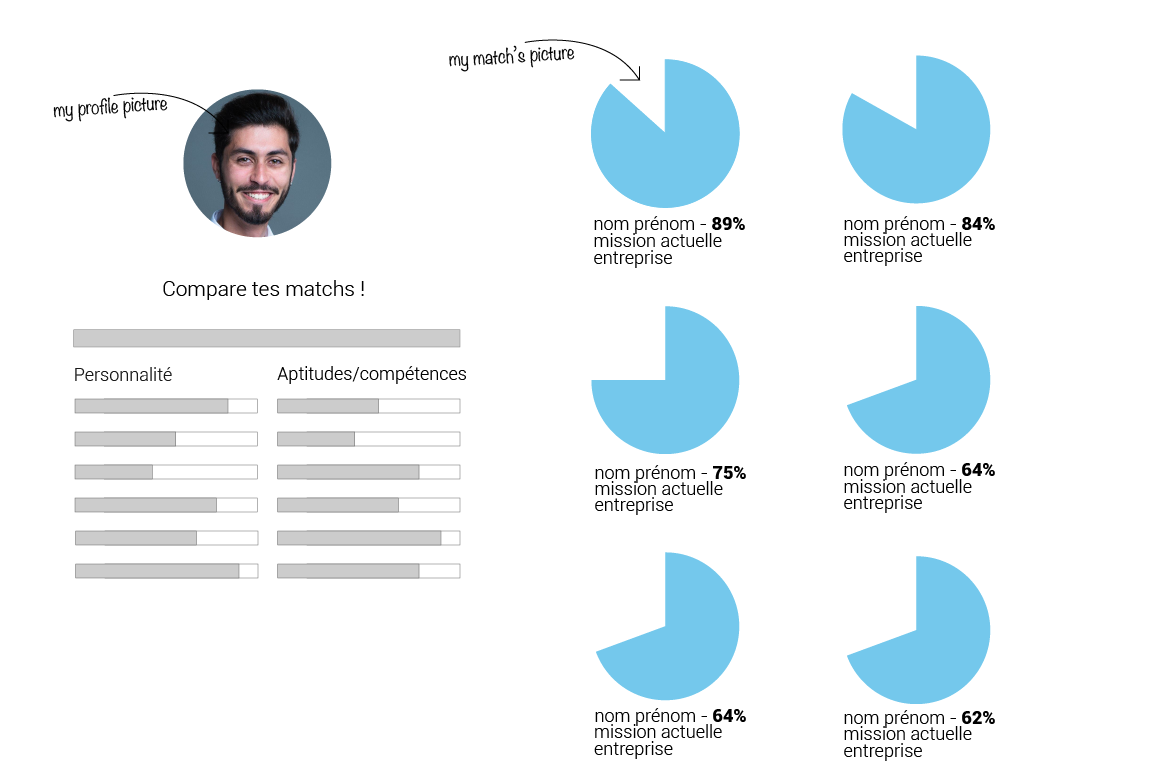 my profile picture
Compare tes matchs !
Personnalité
Aptitudes/compétences
my match's picture
nom prénom - 89%
mission actuelle
entreprise
nom prénom - 84%
mission actuelle
entreprise
nom prénom - 75%
mission actuelle
entreprise
nom prénom - 64%
mission actuelle
entreprise
nom prénom - 64%
mission actuelle
entreprise
nom prénom - 62%
mission actuelle
entreprise